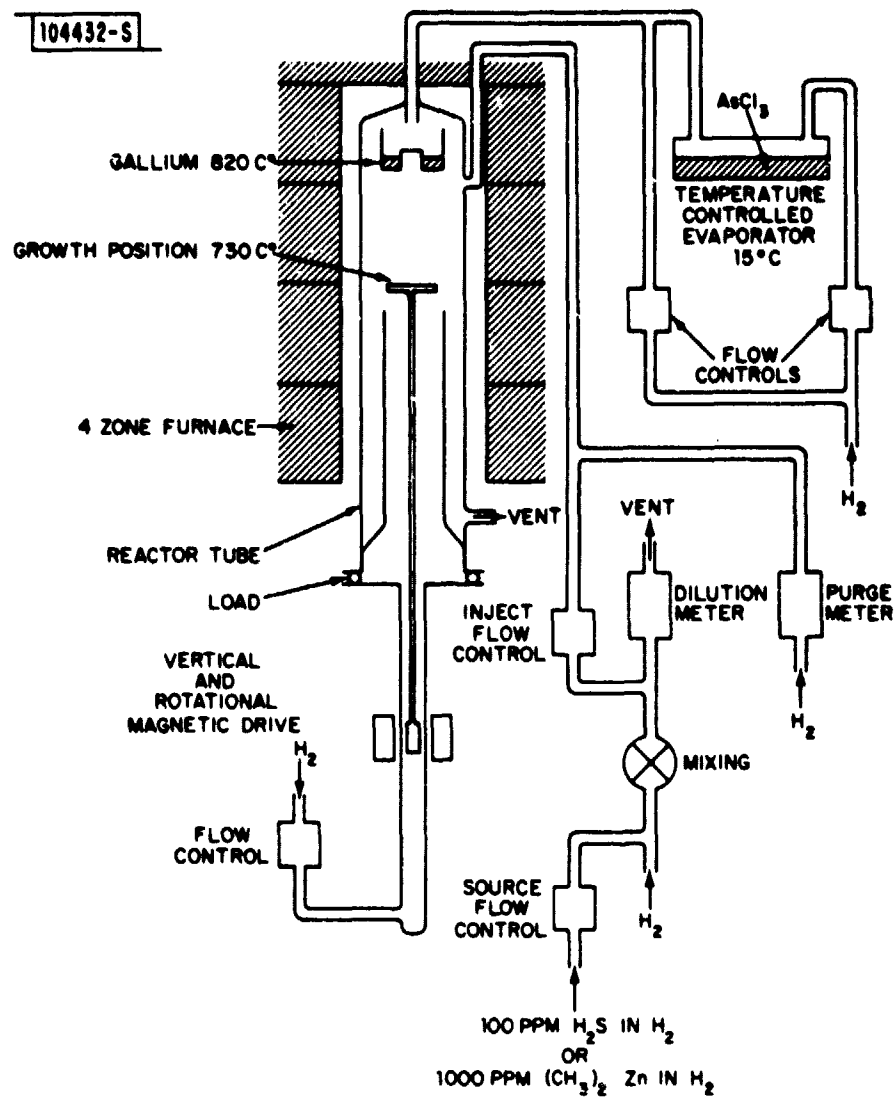 104432-S
AsCl3
GALLIUM 820 C°
TEMPERATURE
CONTROLLED
EVAPORATOR
15°C
GROWTH POSITION 730 C°
FLOW
CONTROLS
4 ZONE FURNACE
H2
VENT
VENT
REACTOR TUBE
LOAD
DILUTION
METER
PURGE
METER
INJECT
FLOW
CONTROL
VERTICAL
AND
ROTATIONAL
MAGNETIC DRIVE
H2
H2
MIXING
FLOW
CONTROL
SOURCE
FLOW
CONTROL
H2
100 PPM H2S IN H2
OR
1000 PPM (CH3)2 Zn IN H2